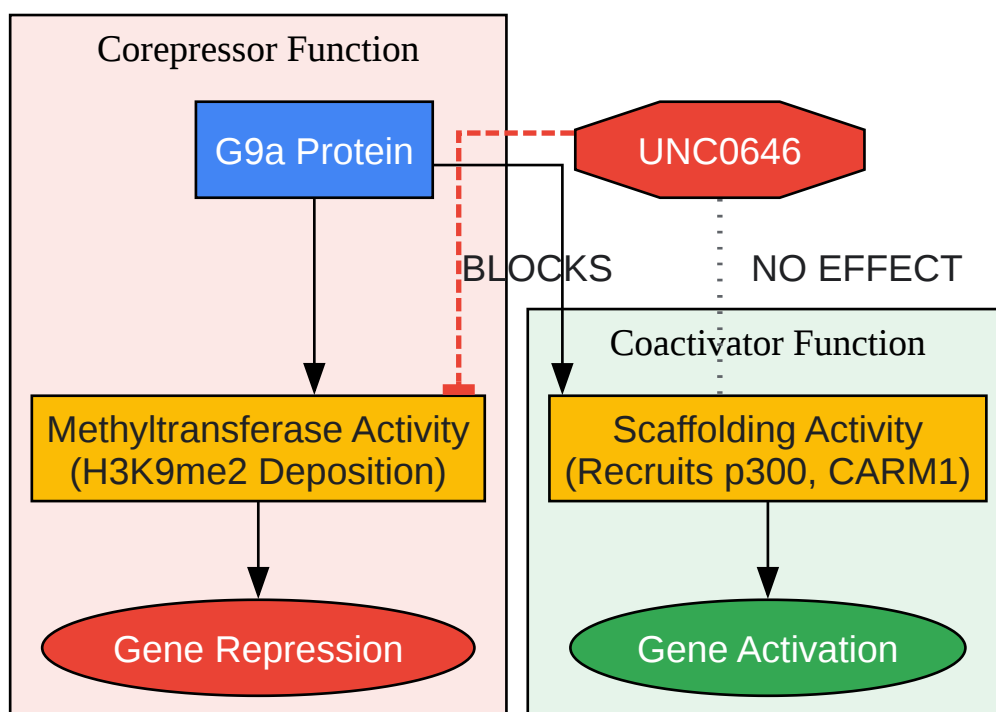 Corepressor Function
G9a Protein
UNC0646
BLOCKS
NO EFFECT
Coactivator Function
Methyltransferase Activity
(H3K9me2 Deposition)
Scaffolding Activity
(Recruits p300, CARM1)
Gene Repression
Gene Activation